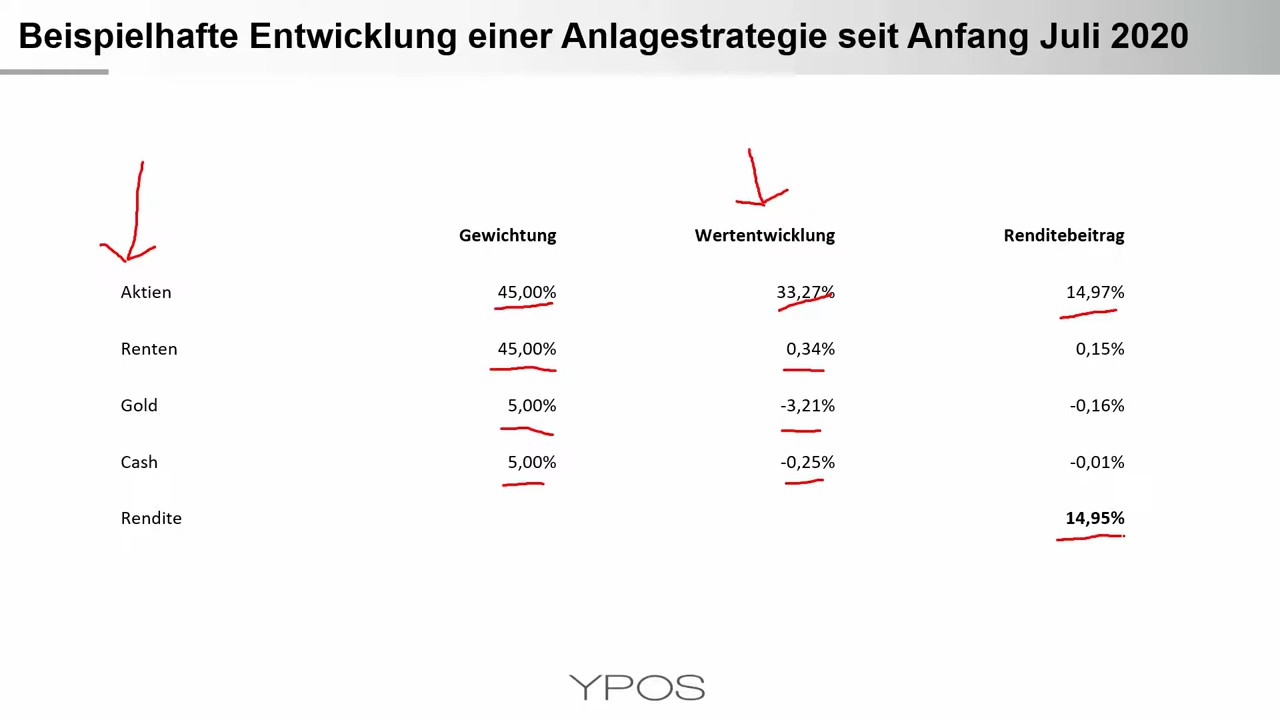 Beispielhafte Entwicklung einer Anlagestrategie seit Anfang Juli 2020
Gewichtung Wertentwicklung Renditebeitrag
Aktien 45,00% 33,27% 14,97%
Renten 45,00% 0,34% 0,15%
Gold 5,00% -3,21% -0,16%
Cash 5,00% -0,25% -0,01%
Rendite 14,95%
YPOS